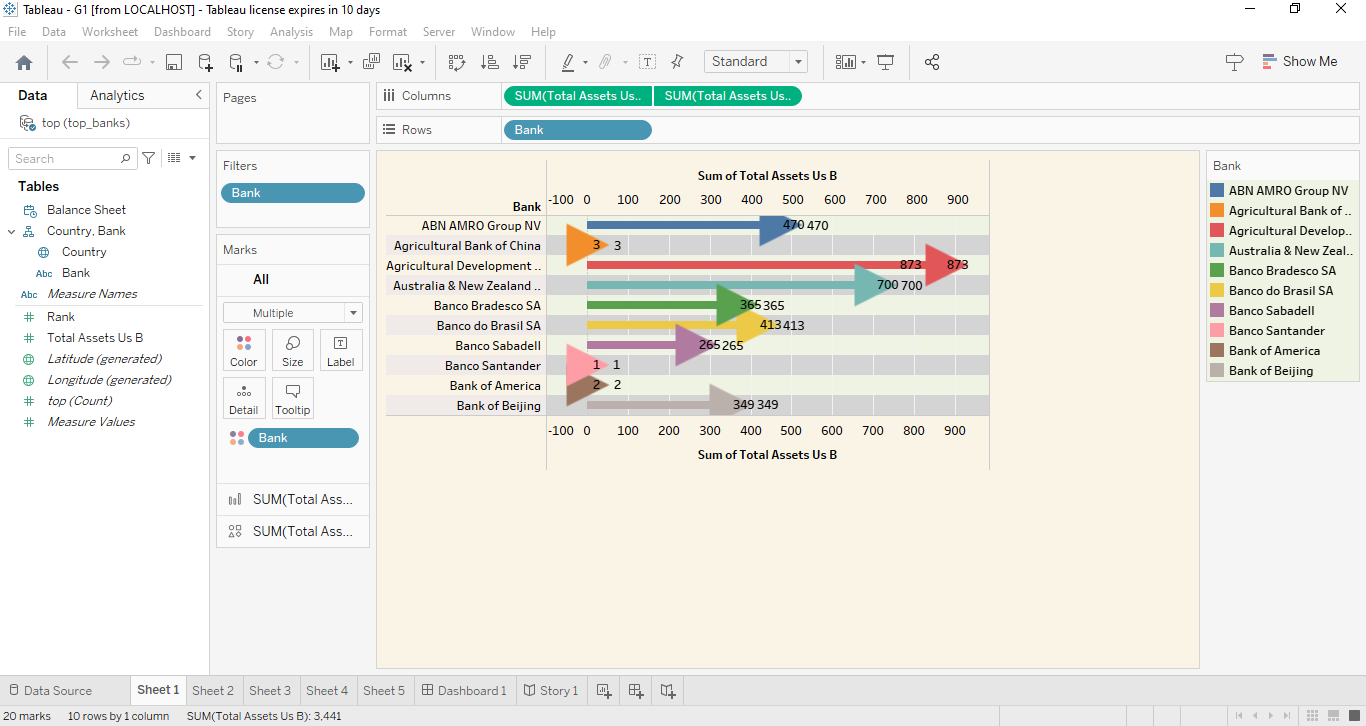 Tableau - G1 [from LOCALHOST] - Tableau license expires in 10 days
File Data Worksheet Dashboard Story Analysis Map Format Server Window Help
Standard
Show Me
Data Analytics
top (top_banks)
Search
Tables
Balance Sheet
Country, Bank
Country
Abc Bank
Abc Measure Names
Rank
Total Assets Us B
Latitude (generated)
Longitude (generated)
top (Count)
Measure Values
Pages
Filters
Bank
Marks
All
Multiple
Color Size Label
Detail Tooltip
Bank
SUM(Total Ass...
SUM(Total Ass...
Columns SUM(Total Assets Us.. SUM(Total Assets Us..
Rows Bank
Sum of Total Assets Us B
Bank -100 0 100 200 300 400 500 600 700 800 900
ABN AMRO Group NV 470 470
Agricultural Bank of China 3 3
Agricultural Development .. 873 873
Australia & New Zealand .. 700 700
Banco Bradesco SA 365 365
Banco do Brasil SA 413 413
Banco Sabadell 265 265
Banco Santander 1 1
Bank of America 2 2
Bank of Beijing 349 349
-100 0 100 200 300 400 500 600 700 800 900
Sum of Total Assets Us B
Bank
ABN AMRO Group NV
Agricultural Bank of ..
Agricultural Develop..
Australia & New Zeal..
Banco Bradesco SA
Banco do Brasil SA
Banco Sabadell
Banco Santander
Bank of America
Bank of Beijing
Data Source Sheet 1 Sheet 2 Sheet 3 Sheet 4 Sheet 5 Dashboard 1 Story 1
20 marks 10 rows by 1 column SUM(Total Assets Us B): 3,441